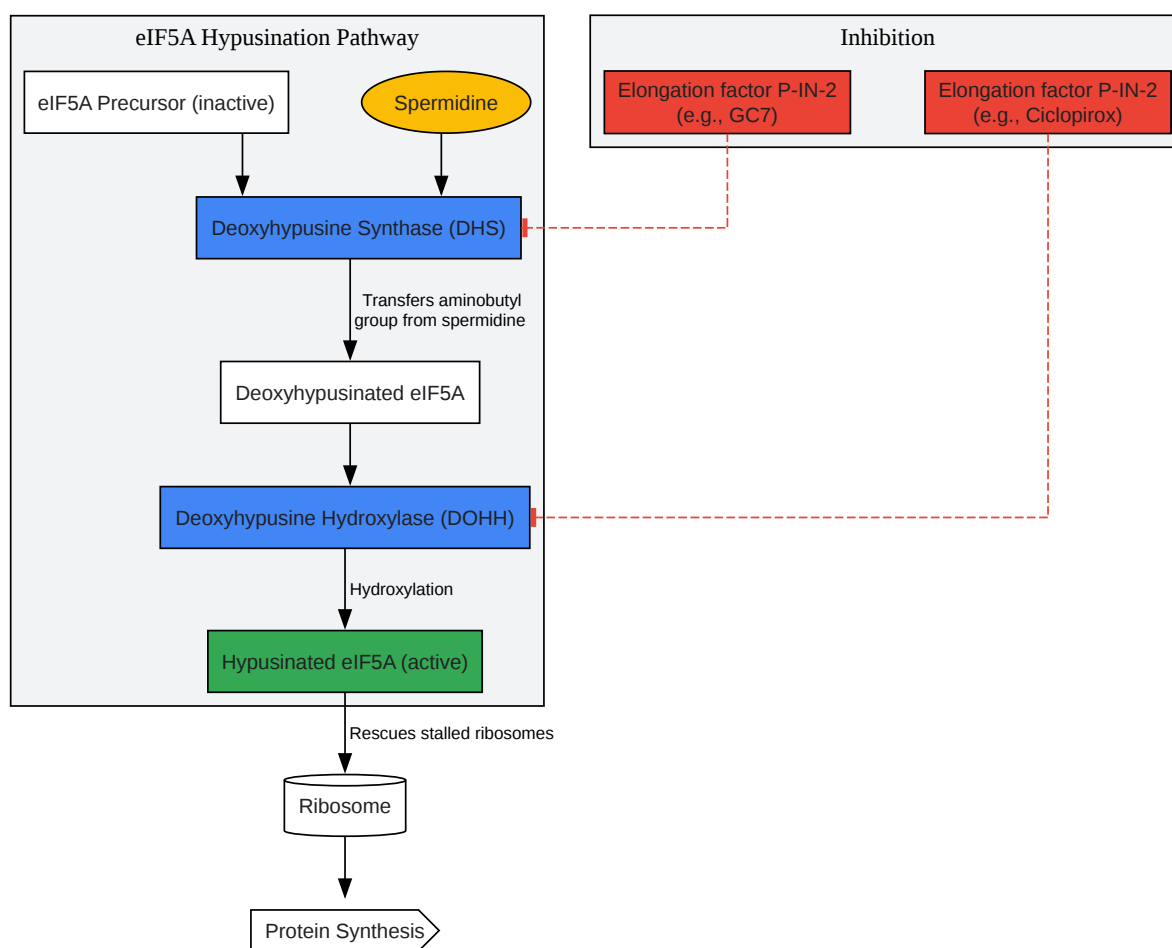 eIF5A Hypusination Pathway
eIF5A Precursor (inactive)
Spermidine
Deoxyhypusine Synthase (DHS)
Transfers aminobutyl
group from spermidine
Deoxyhypusinated eIF5A
Deoxyhypusine Hydroxylase (DOHH)
Hydroxylation
Hypusinated eIF5A (active)
Rescues stalled ribosomes
Ribosome
Protein Synthesis
Inhibition
Elongation factor P-IN-2
(e.g., GC7)
Elongation factor P-IN-2
(e.g., Ciclopirox)